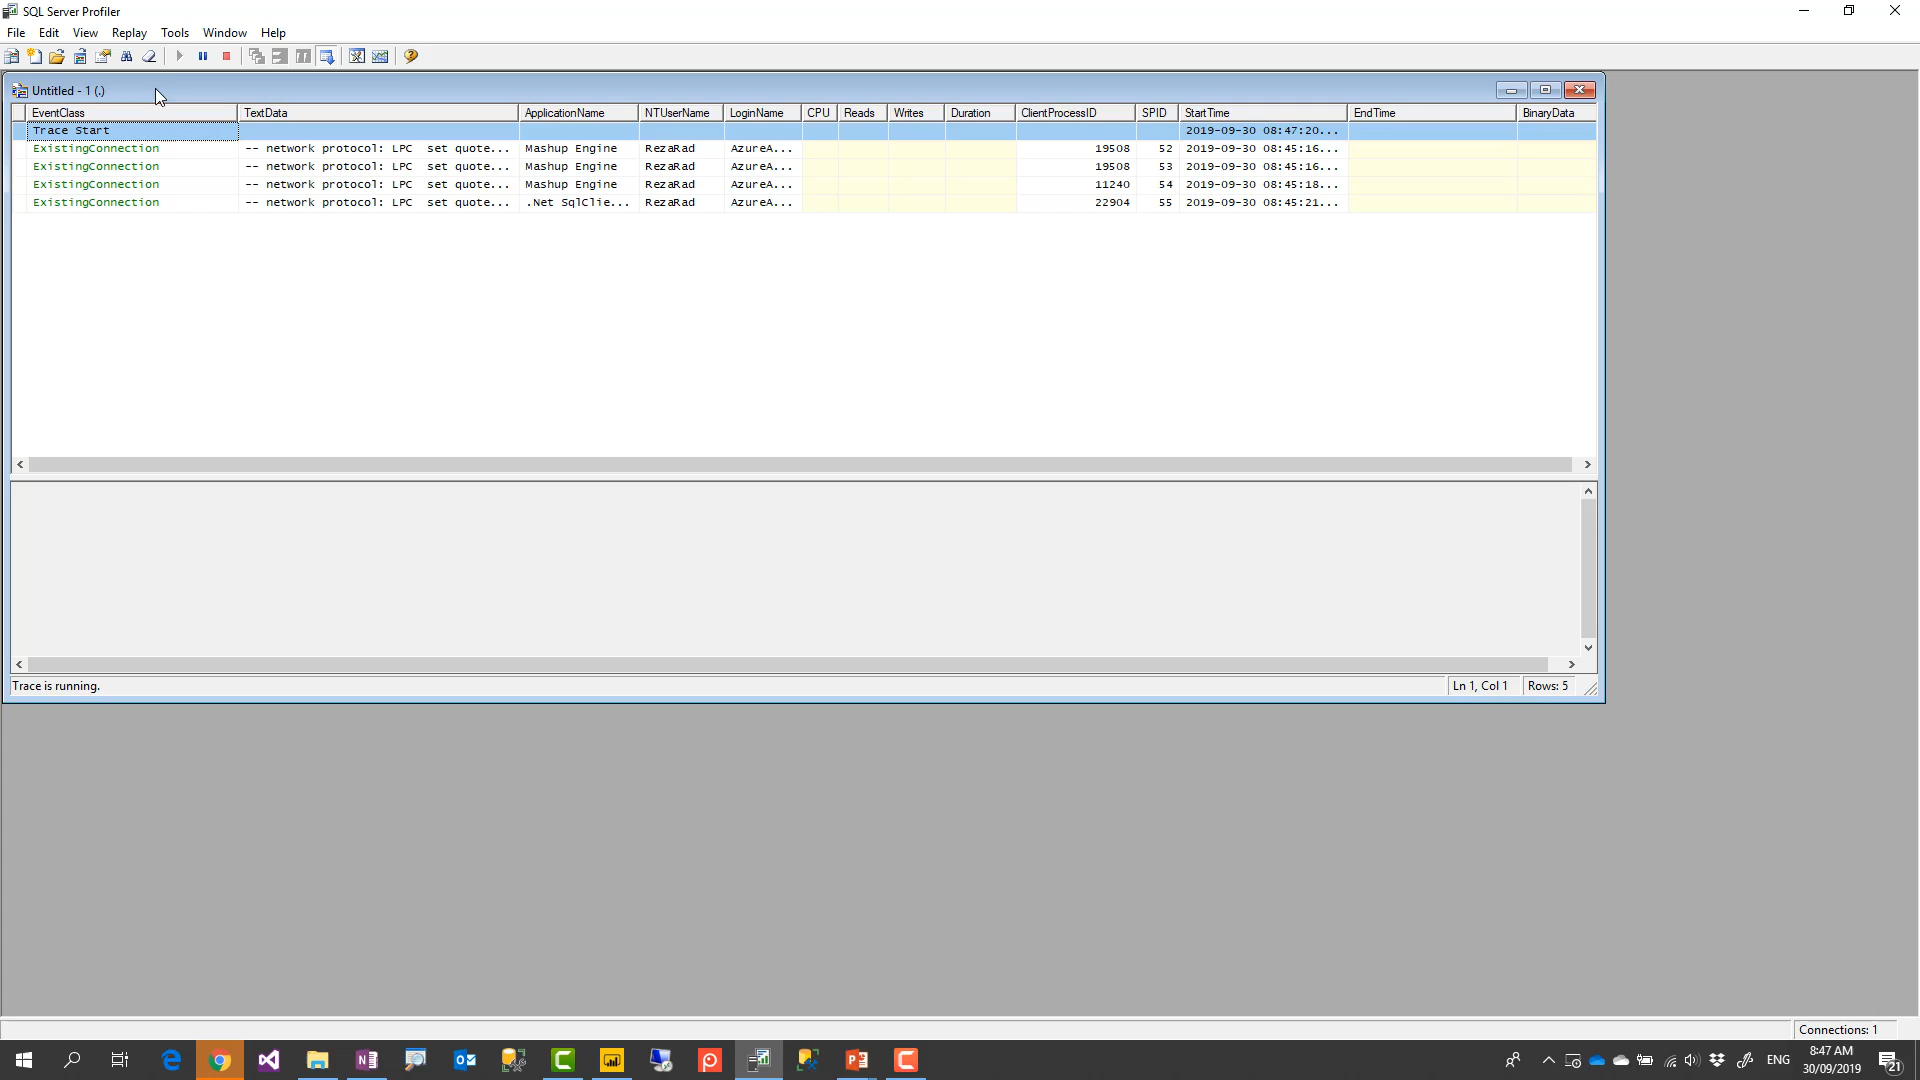 SQL Server Profiler
File Edit View Replay Tools Window Help
Untitled - 1 (.)
EventClass TextData ApplicationName NTUserName LoginName CPU Reads Writes Duration ClientProcessID SPID StartTime EndTime BinaryData
Trace Start 2019-09-30 08:47:20...
ExistingConnection -- network protocol: LPC set quote... Mashup Engine RezaRad AzureA... 19508 52 2019-09-30 08:45:16...
ExistingConnection -- network protocol: LPC set quote... Mashup Engine RezaRad AzureA... 19508 53 2019-09-30 08:45:16...
ExistingConnection -- network protocol: LPC set quote... Mashup Engine RezaRad AzureA... 11240 54 2019-09-30 08:45:18...
ExistingConnection -- network protocol: LPC set quote... .Net SqlClie... RezaRad AzureA... 22904 55 2019-09-30 08:45:21...
Trace is running. Ln 1, Col 1 Rows: 5
Connections: 1
ENG 8:47 AM
30/09/2019 21